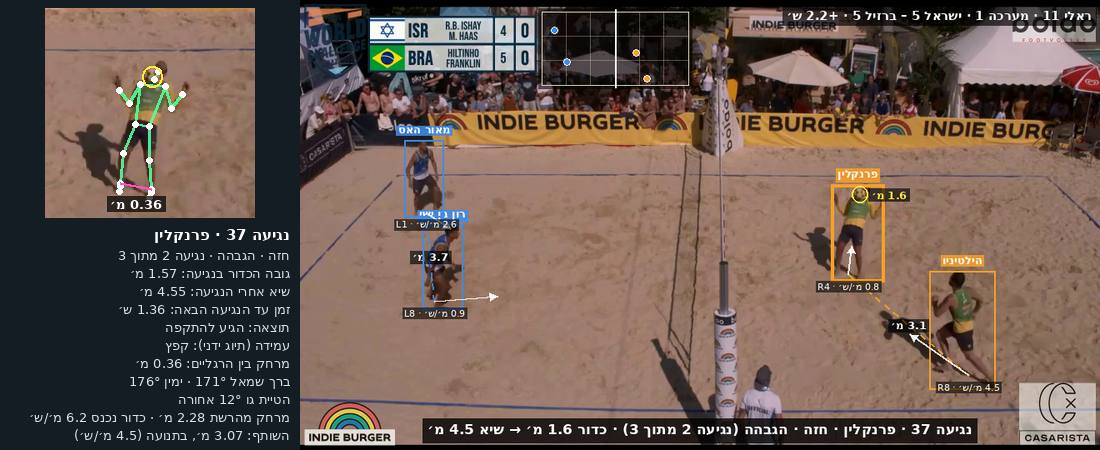 ראלי 11 · מערכה 1 · ישראל 5 – ברזיל 5 · +2.2 ש׳
ISR R.B. ISHAY M. HAAS 4 0
BRA HILTINHO FRANKLIN 5 0
INDIE BURGER
INDIE BURGER
INDIE BURGER
INDIE BURGER
CASARISTA
מאור האס
L1 · 2.6 מ׳/ש׳
3.7 מ׳
L8 · 0.9 מ׳/ש׳
פרנקלין
1.6 מ׳
R4 · 0.8 מ׳/ש׳
הילטיניו
3.1 מ׳
R8 · 4.5 מ׳/ש׳
INDIE BURGER
CASARISTA
נגיעה 37 · פרנקלין · חזה · הגבהה (נגיעה 2 מתוך 3) · כדור 1.6 מ׳ → שיא 4.5 מ׳
0.36 מ׳
נגיעה 37 · פרנקלין
חזה · הגבהה · נגיעה 2 מתוך 3
גובה הכדור בנגיעה: 1.57 מ׳
שיא אחרי הנגיעה: 4.55 מ׳
זמן עד הנגיעה הבאה: 1.36 ש׳
תוצאה: הגיע להתקפה
עמידה (תיוג ידני): קפץ
מרחק בין הרגליים: 0.36 מ׳
ברך שמאל 171° · ימין 176°
הטיית גו 12° אחורה
מרחק מהרשת 2.28 מ׳ · כדור נכנס 6.2 מ׳/ש׳
השותף: 3.07 מ׳, בתנועה (4.5 מ׳/ש׳)